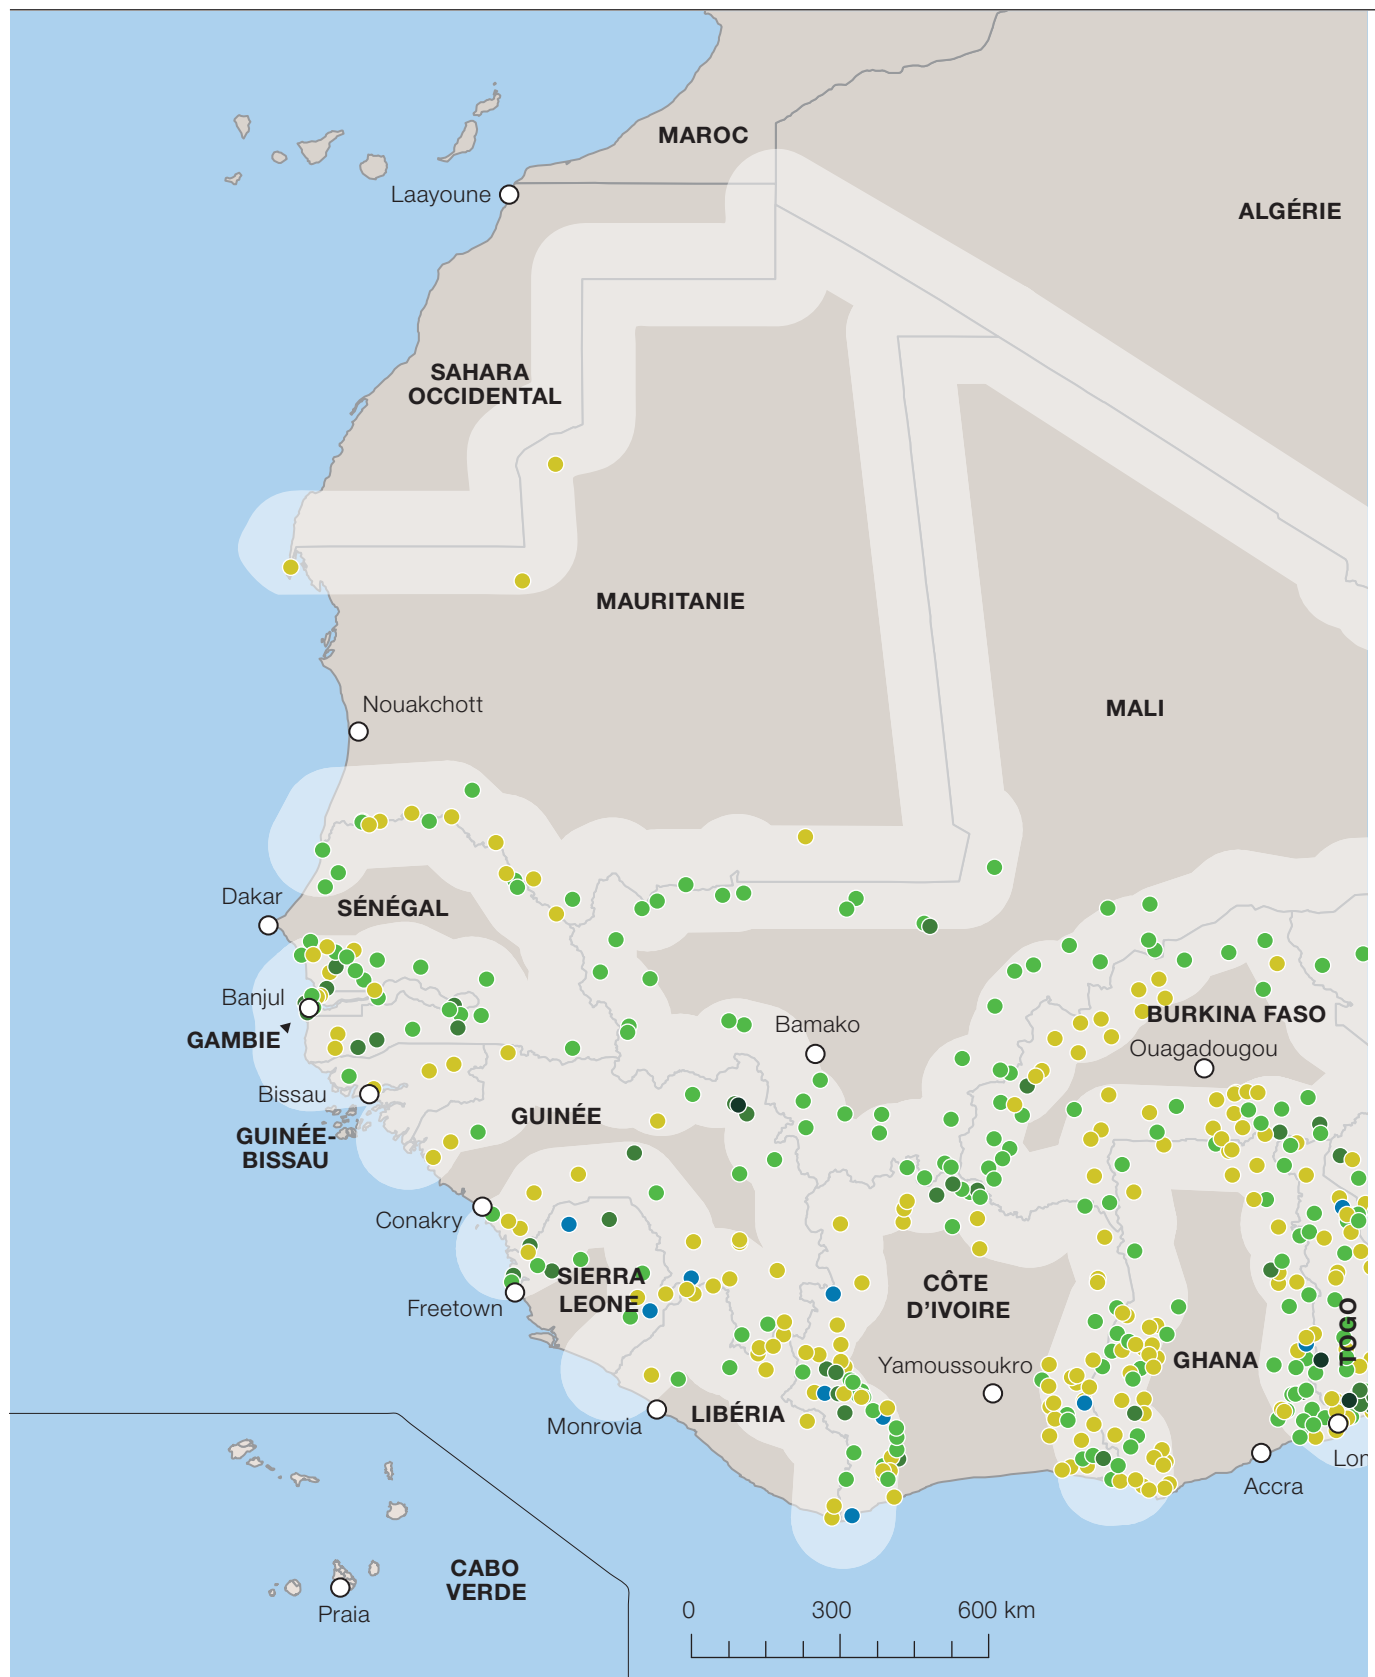 MAROC
Laayoune
ALGÉRIE
SAHARA
OCCIDENTAL
MAURITANIE
Nouakchott
MALI
Dakar
SÉNÉGAL
Banjul
GAMBIE
Bamako
BURKINA FASO
Ouagadougou
Bissau
GUINÉE
GUINÉE-
BISSAU
Conakry
SIERRA
LEONE
Freetown
CÔTE
D'IVOIRE
TOGO
GHANA
Yamoussoukro
Monrovia
LIBÉRIA
Lor
Accra
CABO
VERDE
Praia
0 300 600 km